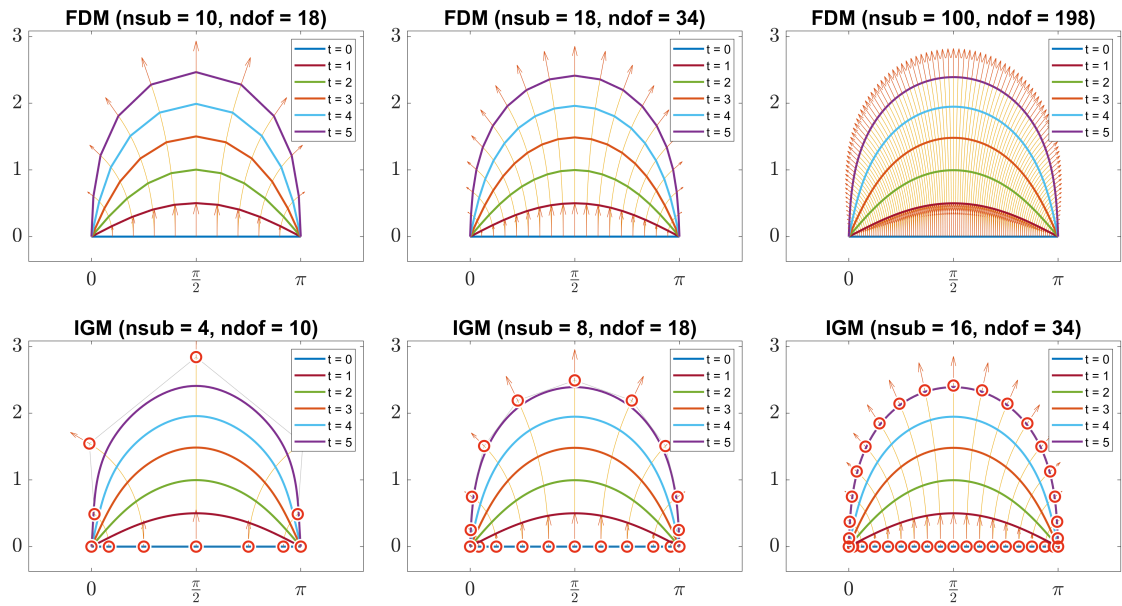 FDM (nsub = 10, ndof = 18)
3
2
1
0
0
π/2
π
t = 0
t = 1
t = 2
t = 3
t = 4
t = 5
FDM (nsub = 18, ndof = 34)
3
2
1
0
0
π/2
π
t = 0
t = 1
t = 2
t = 3
t = 4
t = 5
FDM (nsub = 100, ndof = 198)
3
2
1
0
0
π/2
π
t = 0
t = 1
t = 2
t = 3
t = 4
t = 5
IGM (nsub = 4, ndof = 10)
3
2
1
0
0
π/2
π
t = 0
t = 1
t = 2
t = 3
t = 4
t = 5
IGM (nsub = 8, ndof = 18)
3
2
1
0
0
π/2
π
t = 0
t = 1
t = 2
t = 3
t = 4
t = 5
IGM (nsub = 16, ndof = 34)
3
2
1
0
0
π/2
π
t = 0
t = 1
t = 2
t = 3
t = 4
t = 5